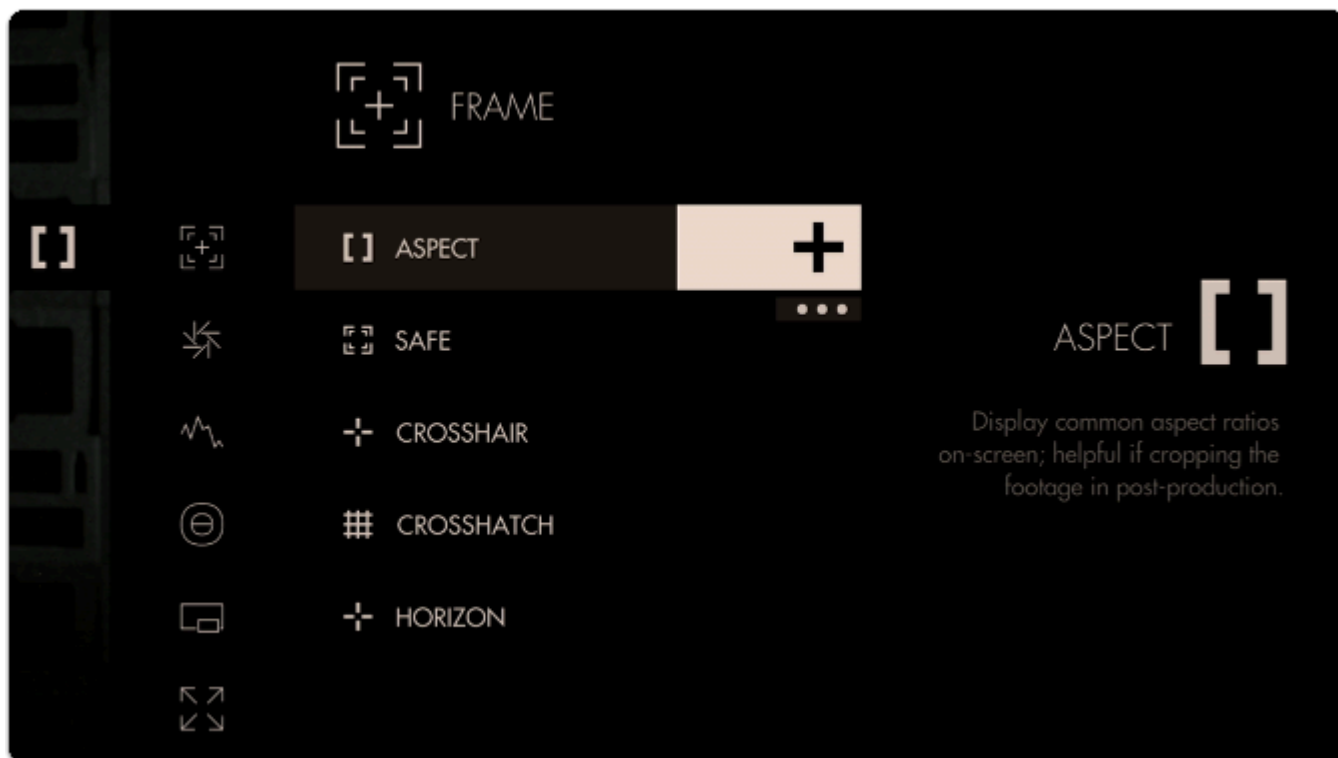 FRAME
ASPECT
SAFE
CROSSHAIR
CROSSHATCH
HORIZON
ASPECT
Display common aspect ratios
on-screen; helpful if cropping the
footage in post-production.